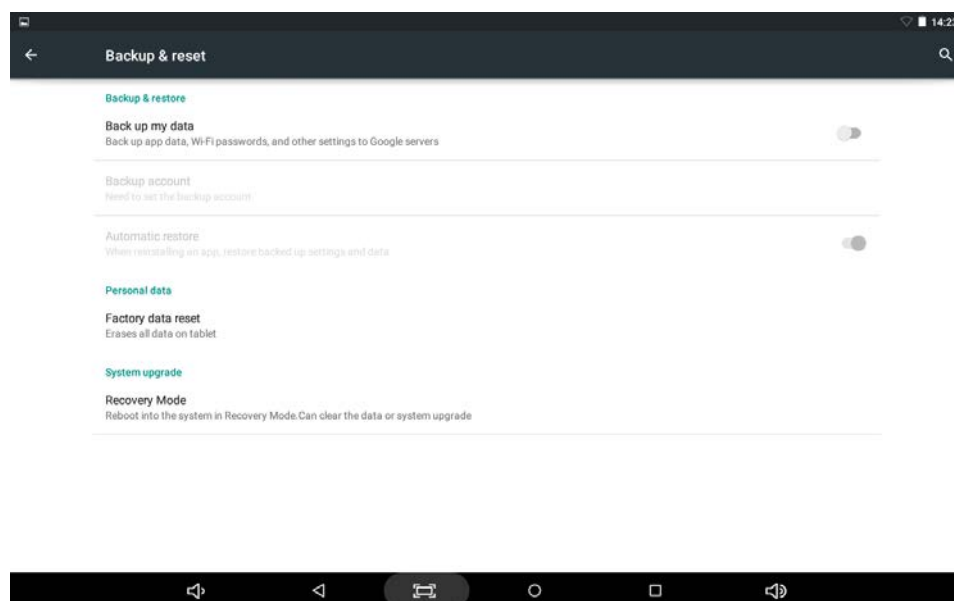 14:23
Backup & reset
Backup & restore
Back up my data
Back up app data, Wi-Fi passwords, and other settings to Google servers
Backup account
Need to set the backup account
Automatic restore
When reinstalling an app, restore backed up settings and data
Personal data
Factory data reset
Erases all data on tablet
System upgrade
Recovery Mode
Reboot into the system in Recovery Mode.Can clear the data or system upgrade